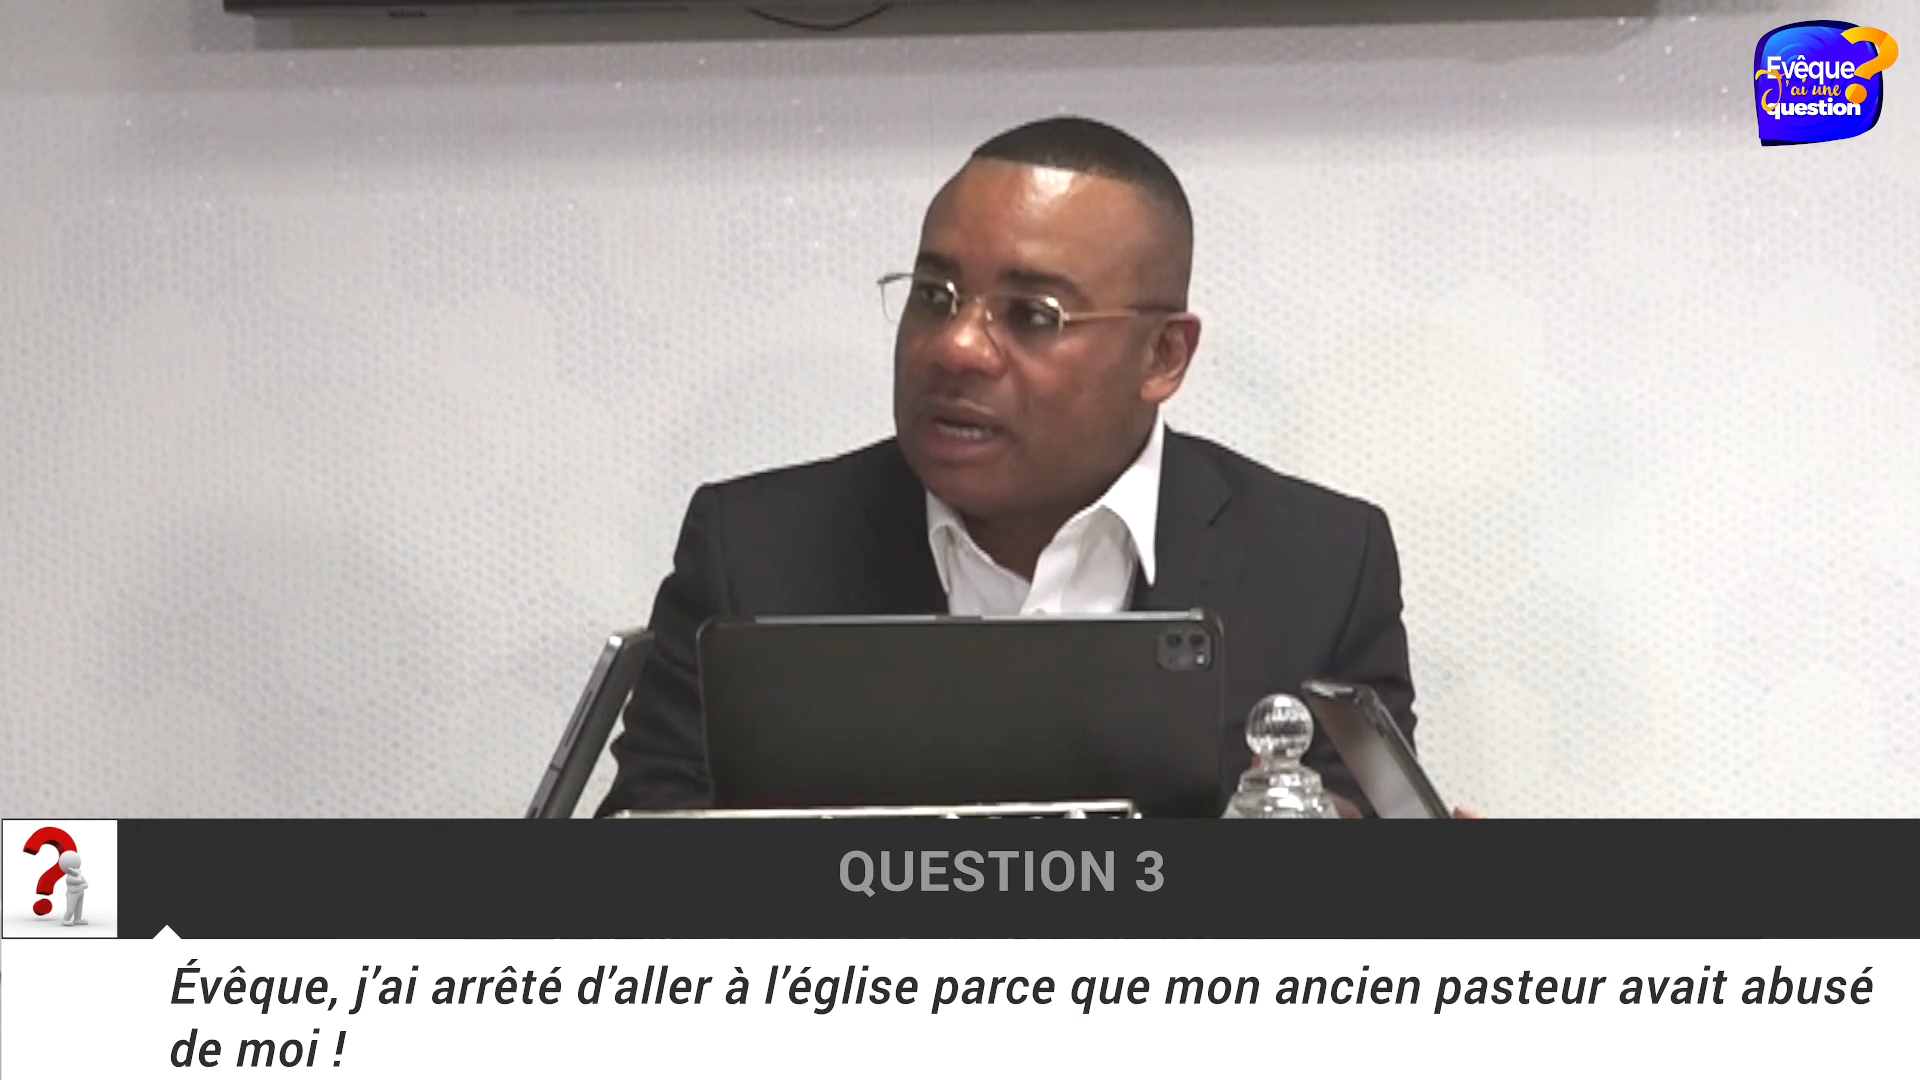 Evêque
J'ai une
question
QUESTION 3
Évêque, j'ai arrêté d'aller à l'église parce que mon ancien pasteur avait abusé
de moi !